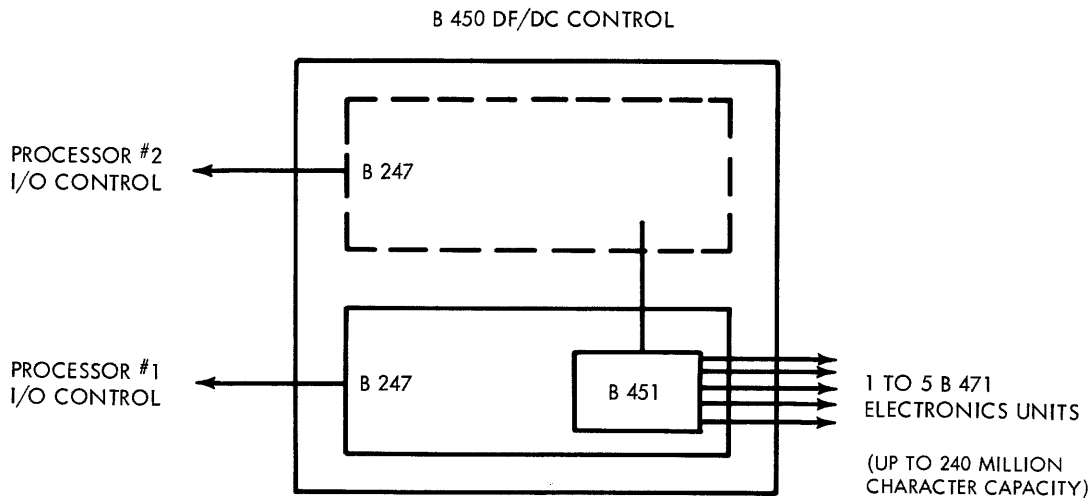 B 450 DF/DC CONTROL
PROCESSOR #2
I/O CONTROL
B 247
PROCESSOR #1
I/O CONTROL
B 247
B 451
1 TO 5 B 471
ELECTRONICS UNITS
(UP TO 240 MILLION
CHARACTER CAPACITY)